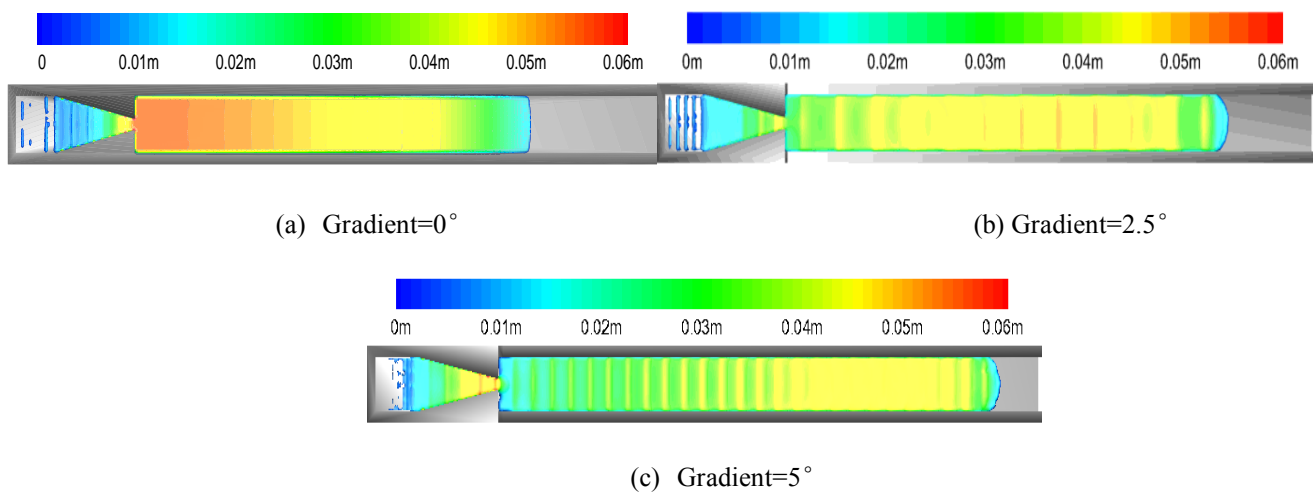 0 0.01m 0.02m 0.03m 0.04m 0.05m 0.06m
0m 0.01m 0.02m 0.03m 0.04m 0.05m 0.06m
(a) Gradient=0°
(b) Gradient=2.5°
0m 0.01m 0.02m 0.03m 0.04m 0.05m 0.06m
(c) Gradient=5°